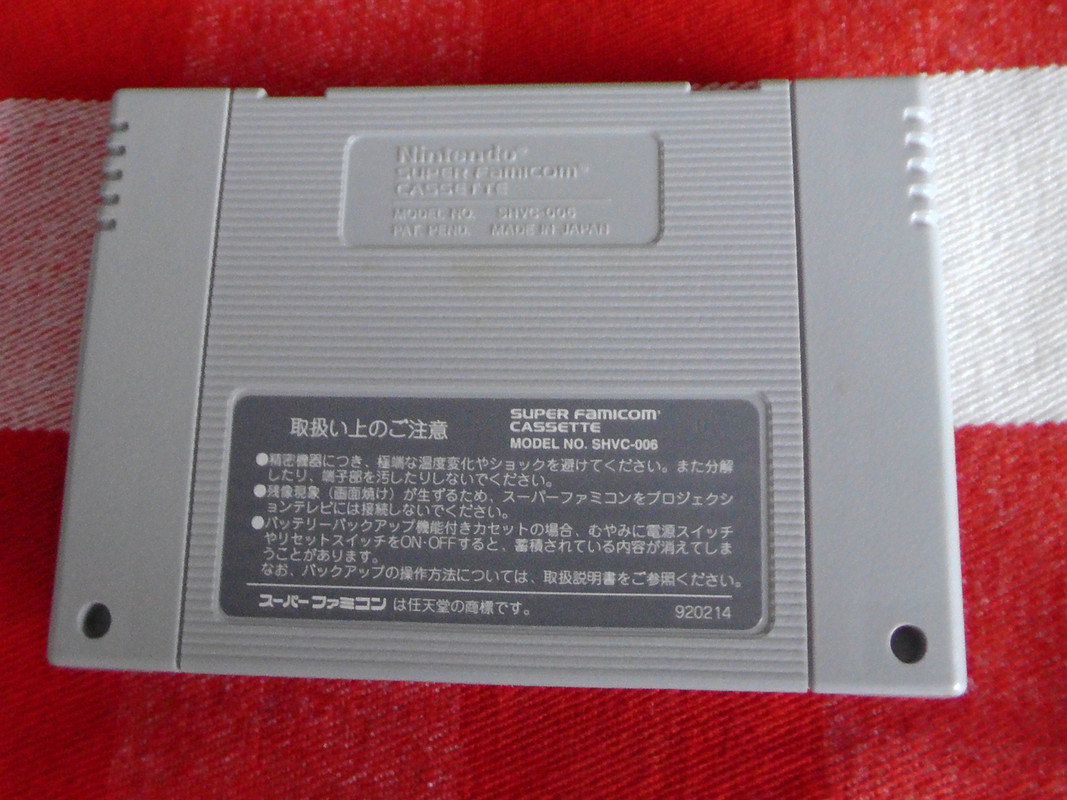 Nintendo
SUPER Famicom
CASSETTE
MODEL NO. SHVC-006
PAT. PEND. MADE IN JAPAN
取扱い上のご注意
SUPER Famicom
CASSETTE
MODEL NO. SHVC-006
●精密機器につき、極端な温度変化やショックを避けてください。また分解
したり、端子部を汚したりしないでください。
●残像現象（画面焼け）が生ずるため、スーパーファミコンをプロジェクシ
ョンテレビには接続しないでください。
●バッテリーバックアップ機能付きカセットの場合、むやみに電源スイッチ
やリセットスイッチをON・OFFすると、蓄積されている内容が消えてしま
うことがあります。
なお、バックアップの操作方法については、取扱説明書をご参照ください。
スーパーファミコン は任天堂の商標です。
920214